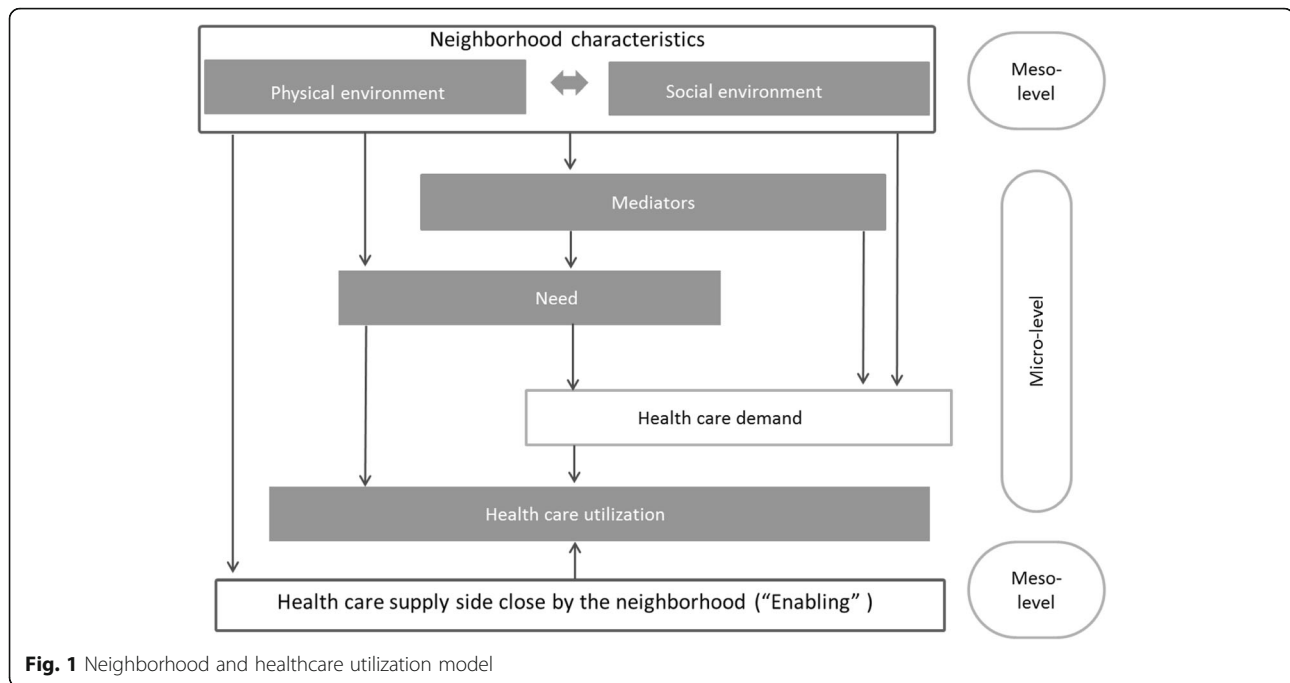 Neighborhood characteristics
Physical environment
Social environment
Meso-
level
Mediators
Need
Micro-level
Health care demand
Health care utilization
Health care supply side close by the neighborhood (“Enabling” )
Meso-
level
Fig. 1 Neighborhood and healthcare utilization model